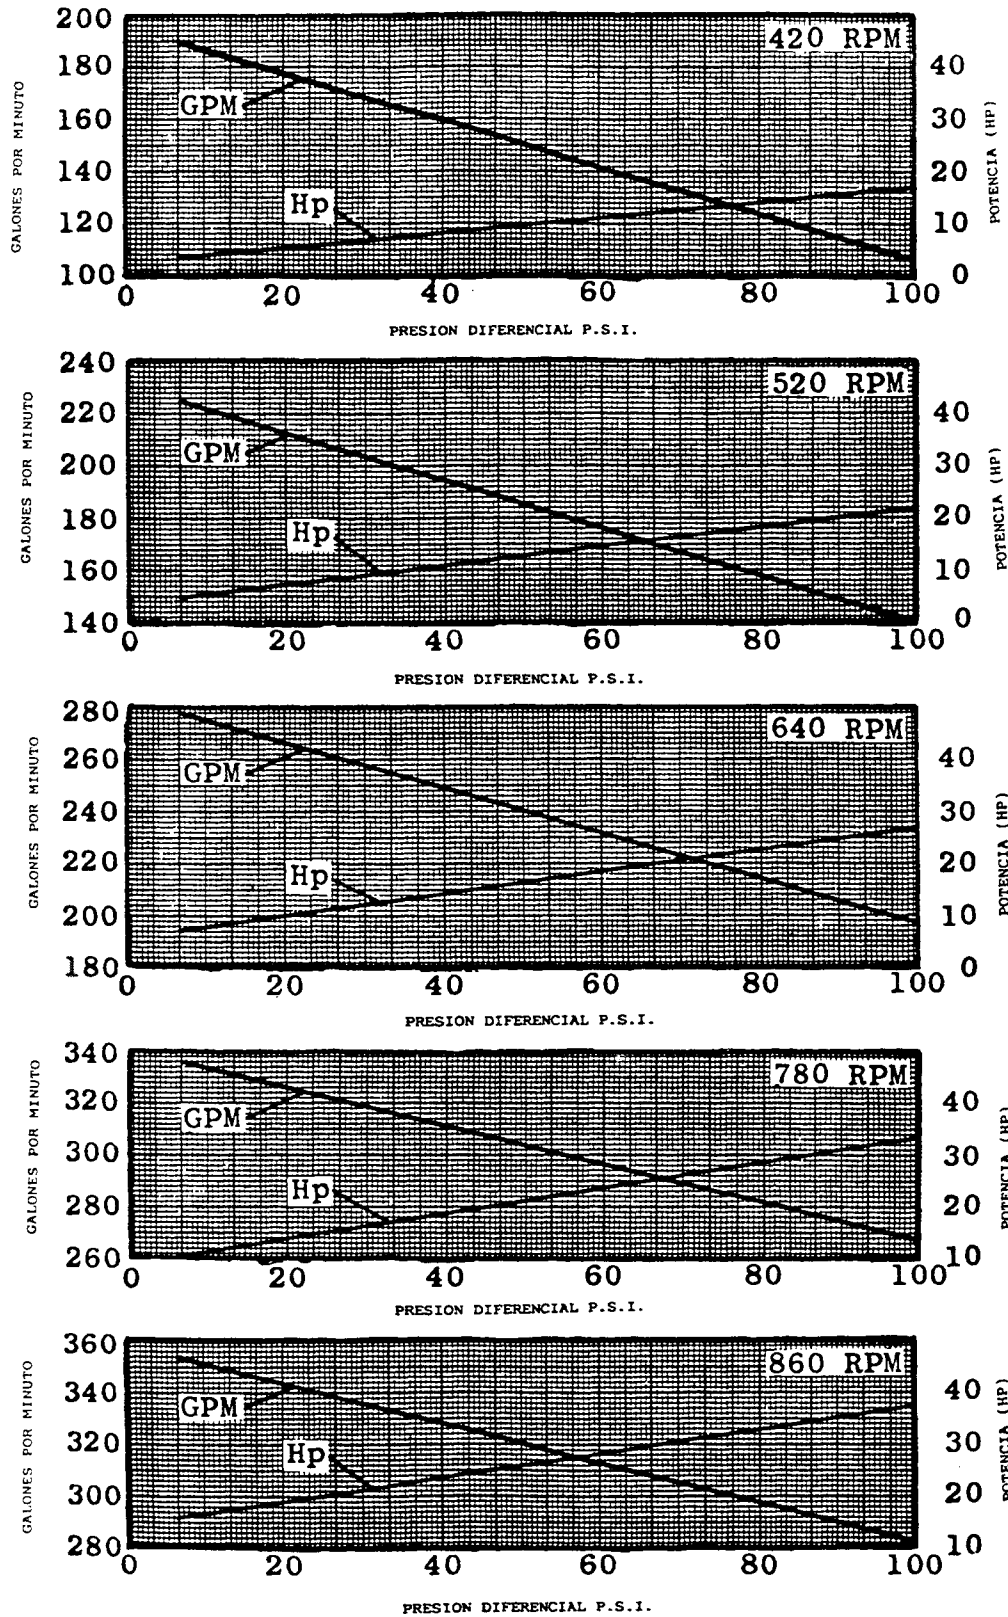 200
180
160
140
120
100
GALONES POR MINUTO
420 RPM
GPM
Hp
40
30
20
10
0
POTENCIA (HP)
0 20 40 60 80 100
PRESION DIFERENCIAL P.S.I.
240
220
200
180
160
140
GALONES POR MINUTO
520 RPM
GPM
Hp
40
30
20
10
0
POTENCIA (HP)
0 20 40 60 80 100
PRESION DIFERENCIAL P.S.I.
280
260
240
220
200
180
GALONES POR MINUTO
640 RPM
GPM
Hp
40
30
20
10
0
POTENCIA (HP)
0 20 40 60 80 100
PRESION DIFERENCIAL P.S.I.
340
320
300
280
260
GALONES POR MINUTO
780 RPM
GPM
Hp
40
30
20
10
POTENCIA (HP)
0 20 40 60 80 100
PRESION DIFERENCIAL P.S.I.
360
340
320
300
280
GALONES POR MINUTO
860 RPM
GPM
Hp
40
30
20
10
POTENCIA (HP)
0 20 40 60 80 100
PRESION DIFERENCIAL P.S.I.